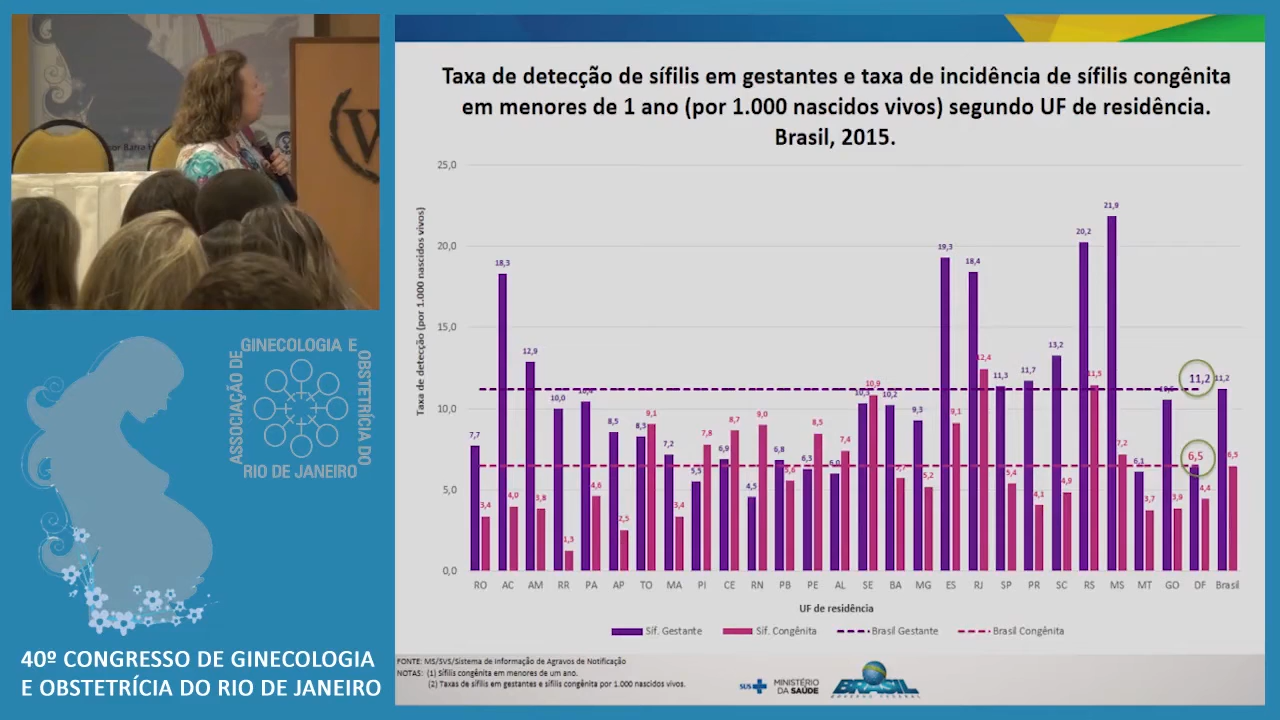 Taxa de detecção de sífilis em gestantes e taxa de incidência de sífilis congênita
em menores de 1 ano (por 1.000 nascidos vivos) segundo UF de residência.
Brasil, 2015.
Taxa de detecção (por 1.000 nascidos vivos)
25,0
20,0
15,0
10,0
5,0
0,0
7,7 3,4 18,3 4,0 12,9 3,8 10,0 1,3 10,4 4,6 8,5 2,5 8,3 9,1 7,2 3,4 5,5 7,8 6,9 8,7 4,5 9,0 6,8 5,6 6,3 8,5 6,0 7,4 10,3 10,9 10,2 9,3 5,2 19,3 9,1 18,4 12,4 11,3 5,4 11,7 4,1 13,2 4,9 20,2 11,5 21,9 7,2 6,1 3,7 3,9 4,4 11,2 6,5
11,2
6,5
RO AC AM RR PA AP TO MA PI CE RN PB PE AL SE BA MG ES RJ SP PR SC RS MS MT GO DF Brasil
UF de residência
Síf. Gestante Síf. Congênita Brasil Gestante Brasil Congênita
FONTE: MS/SVS/Sistema de Informação de Agravos de Notificação
NOTAS: (1) Sífilis congênita em menores de um ano.
(2) Taxas de sífilis em gestantes e sífilis congênita por 1.000 nascidos vivos.
SUS
MINISTÉRIO
DA SAÚDE
BRASIL
GOVERNO FEDERAL
W
ASSOCIAÇÃO DE
GINECOLOGIA E
OBSTETRÍCIA DO
RIO DE JANEIRO
40º CONGRESSO DE GINECOLOGIA
E OBSTETRÍCIA DO RIO DE JANEIRO